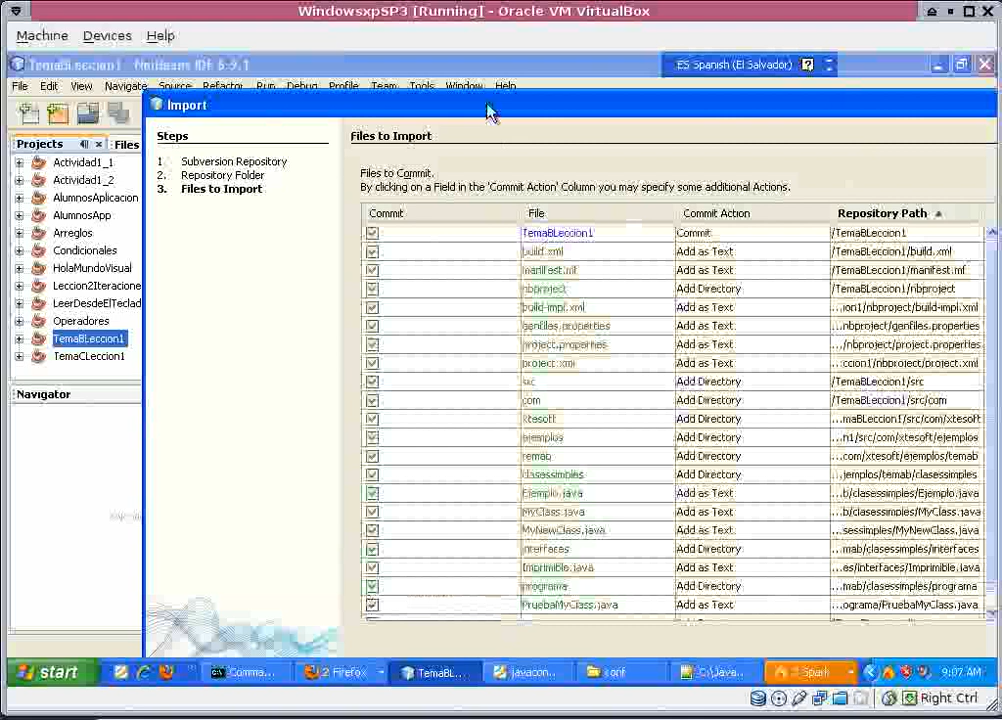 WindowsxpSP3 [Running] - Oracle VM VirtualBox
Machine Devices Help
TemaBLeccion1 - NetBeans IDE 6.9.1
ES Spanish (El Salvador)
File Edit View Navigate Source Refactor Run Debug Profile Team Tools Window Help
Import
Projects Files
Actividad1_1
Actividad1_2
AlumnosAplicacion
AlumnosApp
Arreglos
Condicionales
HolaMundoVisual
Leccion2Iteracione
LeerDesdeElTeclad
Operadores
TemaBLeccion1
TemaCLeccion1
Navigator
Steps
1. Subversion Repository
2. Repository Folder
3. Files to Import
Files to Import
Files to Commit.
By clicking on a Field in the 'Commit Action' Column you may specify some additional Actions.
Commit File Commit Action Repository Path
TemaBLeccion1 Commit /TemaBLeccion1
build.xml Add as Text /TemaBLeccion1/build.xml
manifest.mf Add as Text /TemaBLeccion1/manifest.mf
nbproject Add Directory /TemaBLeccion1/nbproject
build-impl.xml Add as Text ...ion1/nbproject/build-impl.xml
genfiles.properties Add as Text ...nbproject/genfiles.properties
project.properties Add as Text .../nbproject/project.properties
project.xml Add as Text ...ccion1/nbproject/project.xml
src Add Directory /TemaBLeccion1/src
com Add Directory /TemaBLeccion1/src/com
xtesoft Add Directory ...maBLeccion1/src/com/xtesoft
ejemplos Add Directory ...n1/src/com/xtesoft/ejemplos
temab Add Directory ...com/xtesoft/ejemplos/temab
clasessimples Add Directory ...jemplos/temab/clasessimples
Ejemplo.java Add as Text ...b/clasessimples/Ejemplo.java
MyClass.java Add as Text ...b/clasessimples/MyClass.java
MyNewClass.java Add as Text ...sessimples/MyNewClass.java
interfaces Add Directory ...mab/clasessimples/interfaces
Imprimible.java Add as Text ...es/interfaces/Imprimible.java
programa Add Directory ...mab/clasessimples/programa
PruebaMyClass.java Add as Text ...ograma/PruebaMyClass.java
start Comma... 2 Firefox TemaBL... javacon... conf C:\Java... Spark 9:07 AM
Right Ctrl